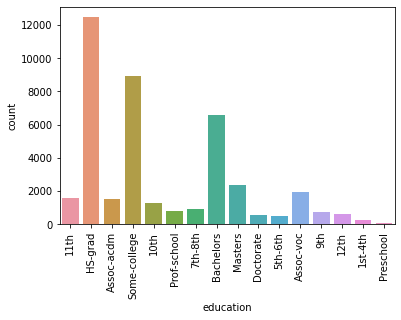 12000
10000
8000
6000
4000
2000
0
count
11th
HS-grad
Assoc-acdm
Some-college
10th
Prof-school
7th-8th
Bachelors
Masters
Doctorate
5th-6th
Assoc-voc
9th
12th
1st-4th
Preschool
education